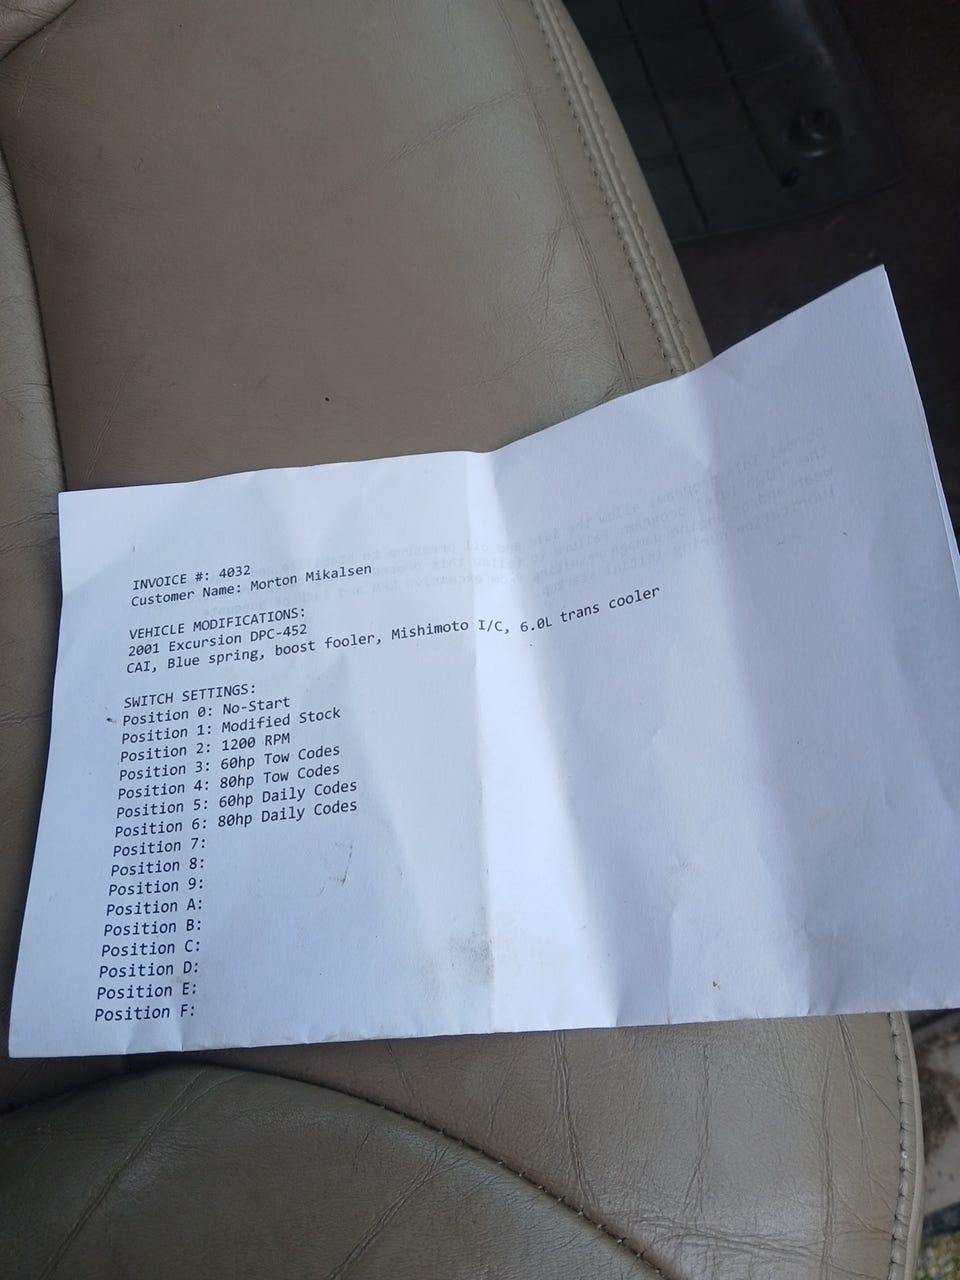 INVOICE #: 4032
Customer Name: Morton Mikalsen
VEHICLE MODIFICATIONS:
2001 Excursion DPC-452
CAI, Blue spring, boost fooler, Mishimoto I/C, 6.0L trans cooler
SWITCH SETTINGS:
Position 0: No-Start
Position 1: Modified Stock
Position 2: 1200 RPM
Position 3: 60hp Tow Codes
Position 4: 80hp Tow Codes
Position 5: 60hp Daily Codes
Position 6: 80hp Daily Codes
Position 7:
Position 8:
Position 9:
Position A:
Position B:
Position C:
Position D:
Position E:
Position F: